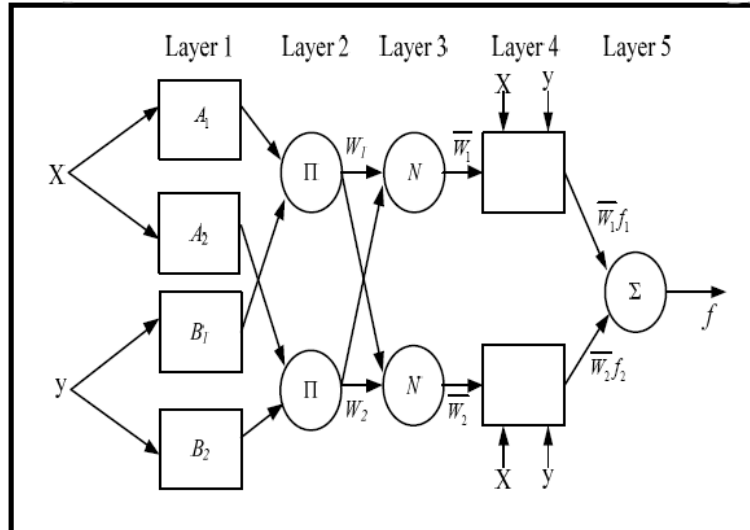 Layer 1 Layer 2 Layer 3 Layer 4 Layer 5
X y
A₁ W₁ W̅₁
Π N
X
A₂ W̅₁f₁
Σ
f
B₁
y W̅₂f₂
Π N
W₂ W̅₂
B₂
X y